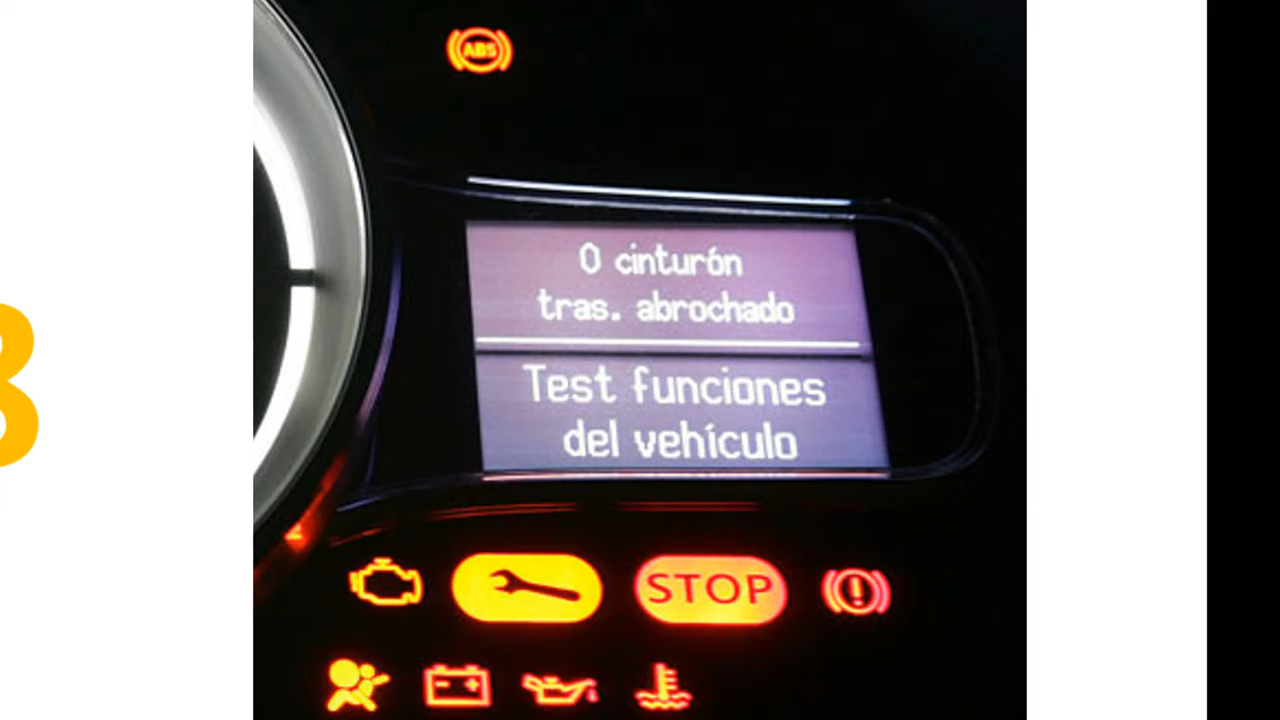 ABS
0 cinturón
tras. abrochado
Test funciones
del vehículo
STOP